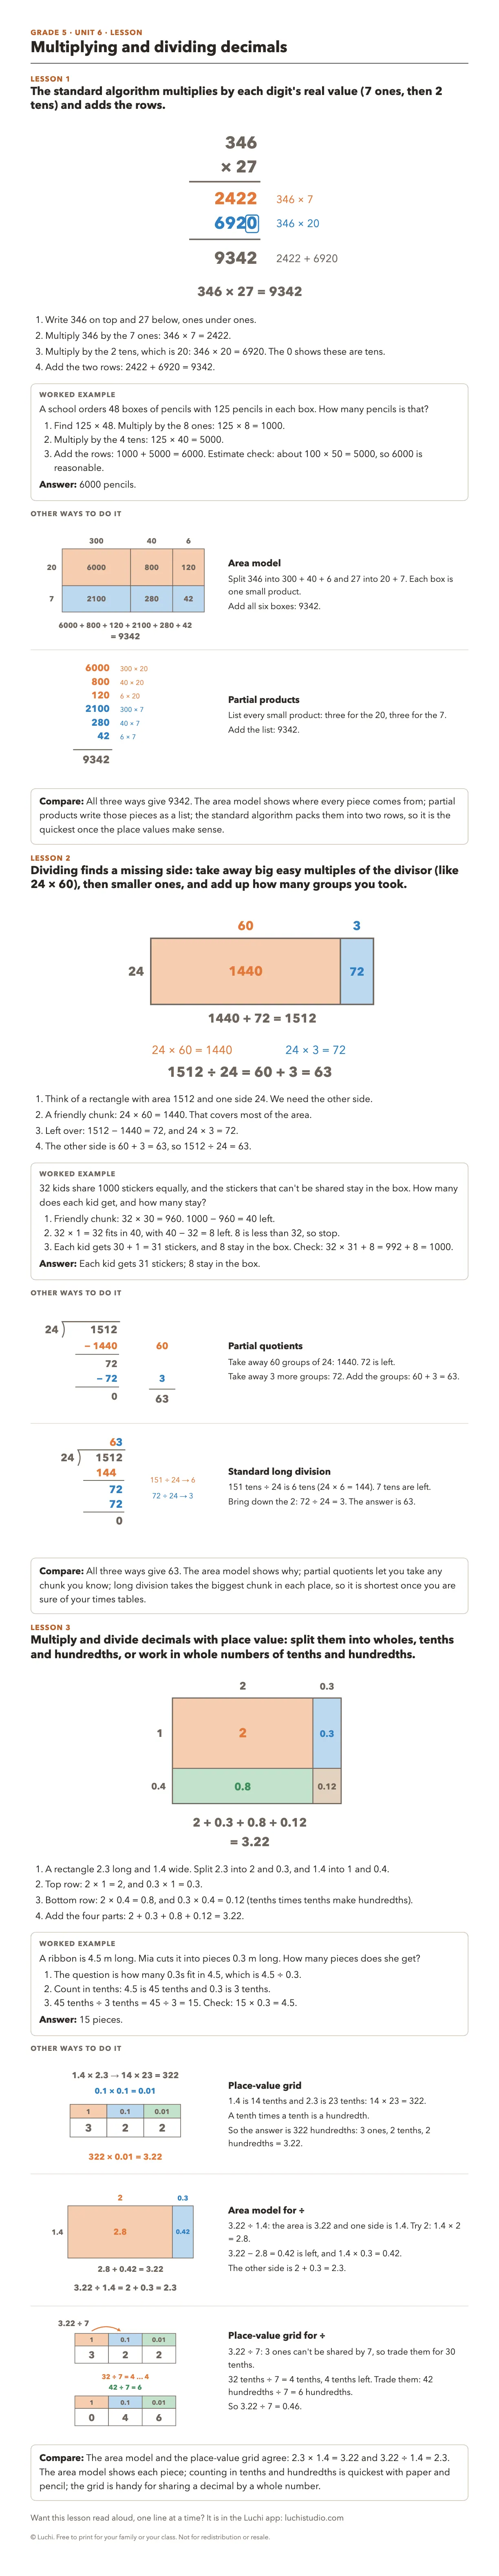 GRADE 5 · UNIT 6 · LESSON
Multiplying and dividing decimals
LESSON 1
The standard algorithm multiplies by each digit's real value (7 ones, then 2
tens) and adds the rows.
346
× 27
2422 346 × 7
6920 346 × 20
9342 2422 + 6920
346 × 27 = 9342
1. Write 346 on top and 27 below, ones under ones.
2. Multiply 346 by the 7 ones: 346 × 7 = 2422.
3. Multiply by the 2 tens, which is 20: 346 × 20 = 6920. The 0 shows these are tens.
4. Add the two rows: 2422 + 6920 = 9342.
WORKED EXAMPLE
A school orders 48 boxes of pencils with 125 pencils in each box. How many pencils is that?
1. Find 125 × 48. Multiply by the 8 ones: 125 × 8 = 1000.
2. Multiply by the 4 tens: 125 × 40 = 5000.
3. Add the rows: 1000 + 5000 = 6000. Estimate check: about 100 × 50 = 5000, so 6000 is
reasonable.
Answer: 6000 pencils.
OTHER WAYS TO DO IT
300 40 6
20 6000 800 120
7 2100 280 42
6000 + 800 + 120 + 2100 + 280 + 42
= 9342
Area model
Split 346 into 300 + 40 + 6 and 27 into 20 + 7. Each box is
one small product.
Add all six boxes: 9342.
6000 300 × 20
800 40 × 20
120 6 × 20
2100 300 × 7
280 40 × 7
42 6 × 7
9342
Partial products
List every small product: three for the 20, three for the 7.
Add the list: 9342.
Compare: All three ways give 9342. The area model shows where every piece comes from; partial
products write those pieces as a list; the standard algorithm packs them into two rows, so it is the
quickest once the place values make sense.
LESSON 2
Dividing finds a missing side: take away big easy multiples of the divisor (like
24 × 60), then smaller ones, and add up how many groups you took.
60 3
24 1440 72
1440 + 72 = 1512
24 × 60 = 1440 24 × 3 = 72
1512 ÷ 24 = 60 + 3 = 63
1. Think of a rectangle with area 1512 and one side 24. We need the other side.
2. A friendly chunk: 24 × 60 = 1440. That covers most of the area.
3. Left over: 1512 − 1440 = 72, and 24 × 3 = 72.
4. The other side is 60 + 3 = 63, so 1512 ÷ 24 = 63.
WORKED EXAMPLE
32 kids share 1000 stickers equally, and the stickers that can't be shared stay in the box. How many
does each kid get, and how many stay?
1. Friendly chunk: 32 × 30 = 960. 1000 − 960 = 40 left.
2. 32 × 1 = 32 fits in 40, with 40 − 32 = 8 left. 8 is less than 32, so stop.
3. Each kid gets 30 + 1 = 31 stickers, and 8 stay in the box. Check: 32 × 31 + 8 = 992 + 8 = 1000.
Answer: Each kid gets 31 stickers; 8 stay in the box.
OTHER WAYS TO DO IT
24 ) 1512
− 1440 60
72
− 72 3
0 63
Partial quotients
Take away 60 groups of 24: 1440. 72 is left.
Take away 3 more groups: 72. Add the groups: 60 + 3 = 63.
63
24 ) 1512
144 151 ÷ 24 → 6
72 72 ÷ 24 → 3
72
0
Standard long division
151 tens ÷ 24 is 6 tens (24 × 6 = 144). 7 tens are left.
Bring down the 2: 72 ÷ 24 = 3. The answer is 63.
Compare: All three ways give 63. The area model shows why; partial quotients let you take any
chunk you know; long division takes the biggest chunk in each place, so it is shortest once you are
sure of your times tables.
LESSON 3
Multiply and divide decimals with place value: split them into wholes, tenths
and hundredths, or work in whole numbers of tenths and hundredths.
2 0.3
1 2 0.3
0.4 0.8 0.12
2 + 0.3 + 0.8 + 0.12
= 3.22
1. A rectangle 2.3 long and 1.4 wide. Split 2.3 into 2 and 0.3, and 1.4 into 1 and 0.4.
2. Top row: 2 × 1 = 2, and 0.3 × 1 = 0.3.
3. Bottom row: 2 × 0.4 = 0.8, and 0.3 × 0.4 = 0.12 (tenths times tenths make hundredths).
4. Add the four parts: 2 + 0.3 + 0.8 + 0.12 = 3.22.
WORKED EXAMPLE
A ribbon is 4.5 m long. Mia cuts it into pieces 0.3 m long. How many pieces does she get?
1. The question is how many 0.3s fit in 4.5, which is 4.5 ÷ 0.3.
2. Count in tenths: 4.5 is 45 tenths and 0.3 is 3 tenths.
3. 45 tenths ÷ 3 tenths = 45 ÷ 3 = 15. Check: 15 × 0.3 = 4.5.
Answer: 15 pieces.
OTHER WAYS TO DO IT
1.4 × 2.3 → 14 × 23 = 322
0.1 × 0.1 = 0.01
1 0.1 0.01
3 2 2
322 × 0.01 = 3.22
Place-value grid
1.4 is 14 tenths and 2.3 is 23 tenths: 14 × 23 = 322.
A tenth times a tenth is a hundredth.
So the answer is 322 hundredths: 3 ones, 2 tenths, 2
hundredths = 3.22.
2 0.3
1.4 2.8 0.42
2.8 + 0.42 = 3.22
3.22 ÷ 1.4 = 2 + 0.3 = 2.3
Area model for ÷
3.22 ÷ 1.4: the area is 3.22 and one side is 1.4. Try 2: 1.4 × 2
= 2.8.
3.22 − 2.8 = 0.42 is left, and 1.4 × 0.3 = 0.42.
The other side is 2 + 0.3 = 2.3.
3.22 ÷ 7
1 0.1 0.01
3 2 2
32 ÷ 7 = 4 … 4
42 ÷ 7 = 6
1 0.1 0.01
0 4 6
Place-value grid for ÷
3.22 ÷ 7: 3 ones can't be shared by 7, so trade them for 30
tenths.
32 tenths ÷ 7 = 4 tenths, 4 tenths left. Trade them: 42
hundredths ÷ 7 = 6 hundredths.
So 3.22 ÷ 7 = 0.46.
Compare: The area model and the place-value grid agree: 2.3 × 1.4 = 3.22 and 3.22 ÷ 1.4 = 2.3.
The area model shows each piece; counting in tenths and hundredths is quickest with paper and
pencil; the grid is handy for sharing a decimal by a whole number.
Want this lesson read aloud, one line at a time? It is in the Luchi app: luchistudio.com
© Luchi. Free to print for your family or your class. Not for redistribution or resale.